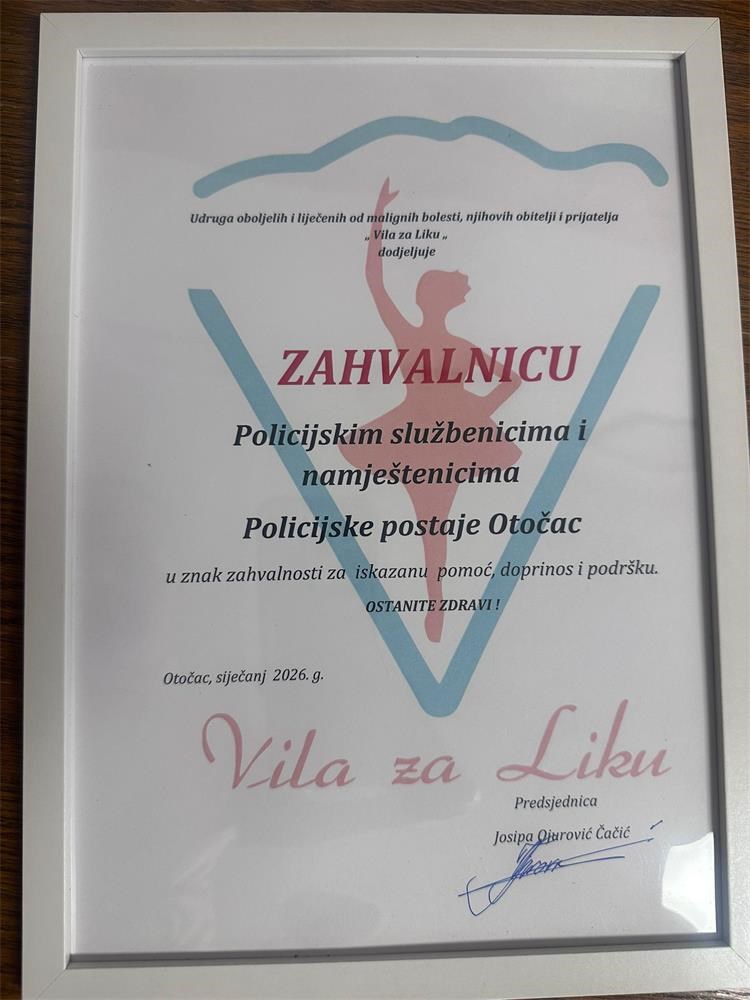 Udruga oboljelih i liječenih od malignih bolesti, njihovih obitelji i prijatelja
„ Vila za Liku „
dodjeljuje
ZAHVALNICU
Policijskim službenicima i
namještenicima
Policijske postaje Otočac
u znak zahvalnosti za iskazanu pomoć, doprinos i podršku.
OSTANITE ZDRAVI !
Otočac, siječanj 2026. g.
Vila za Liku
Predsjednica
Josipa Ojurović Čačić